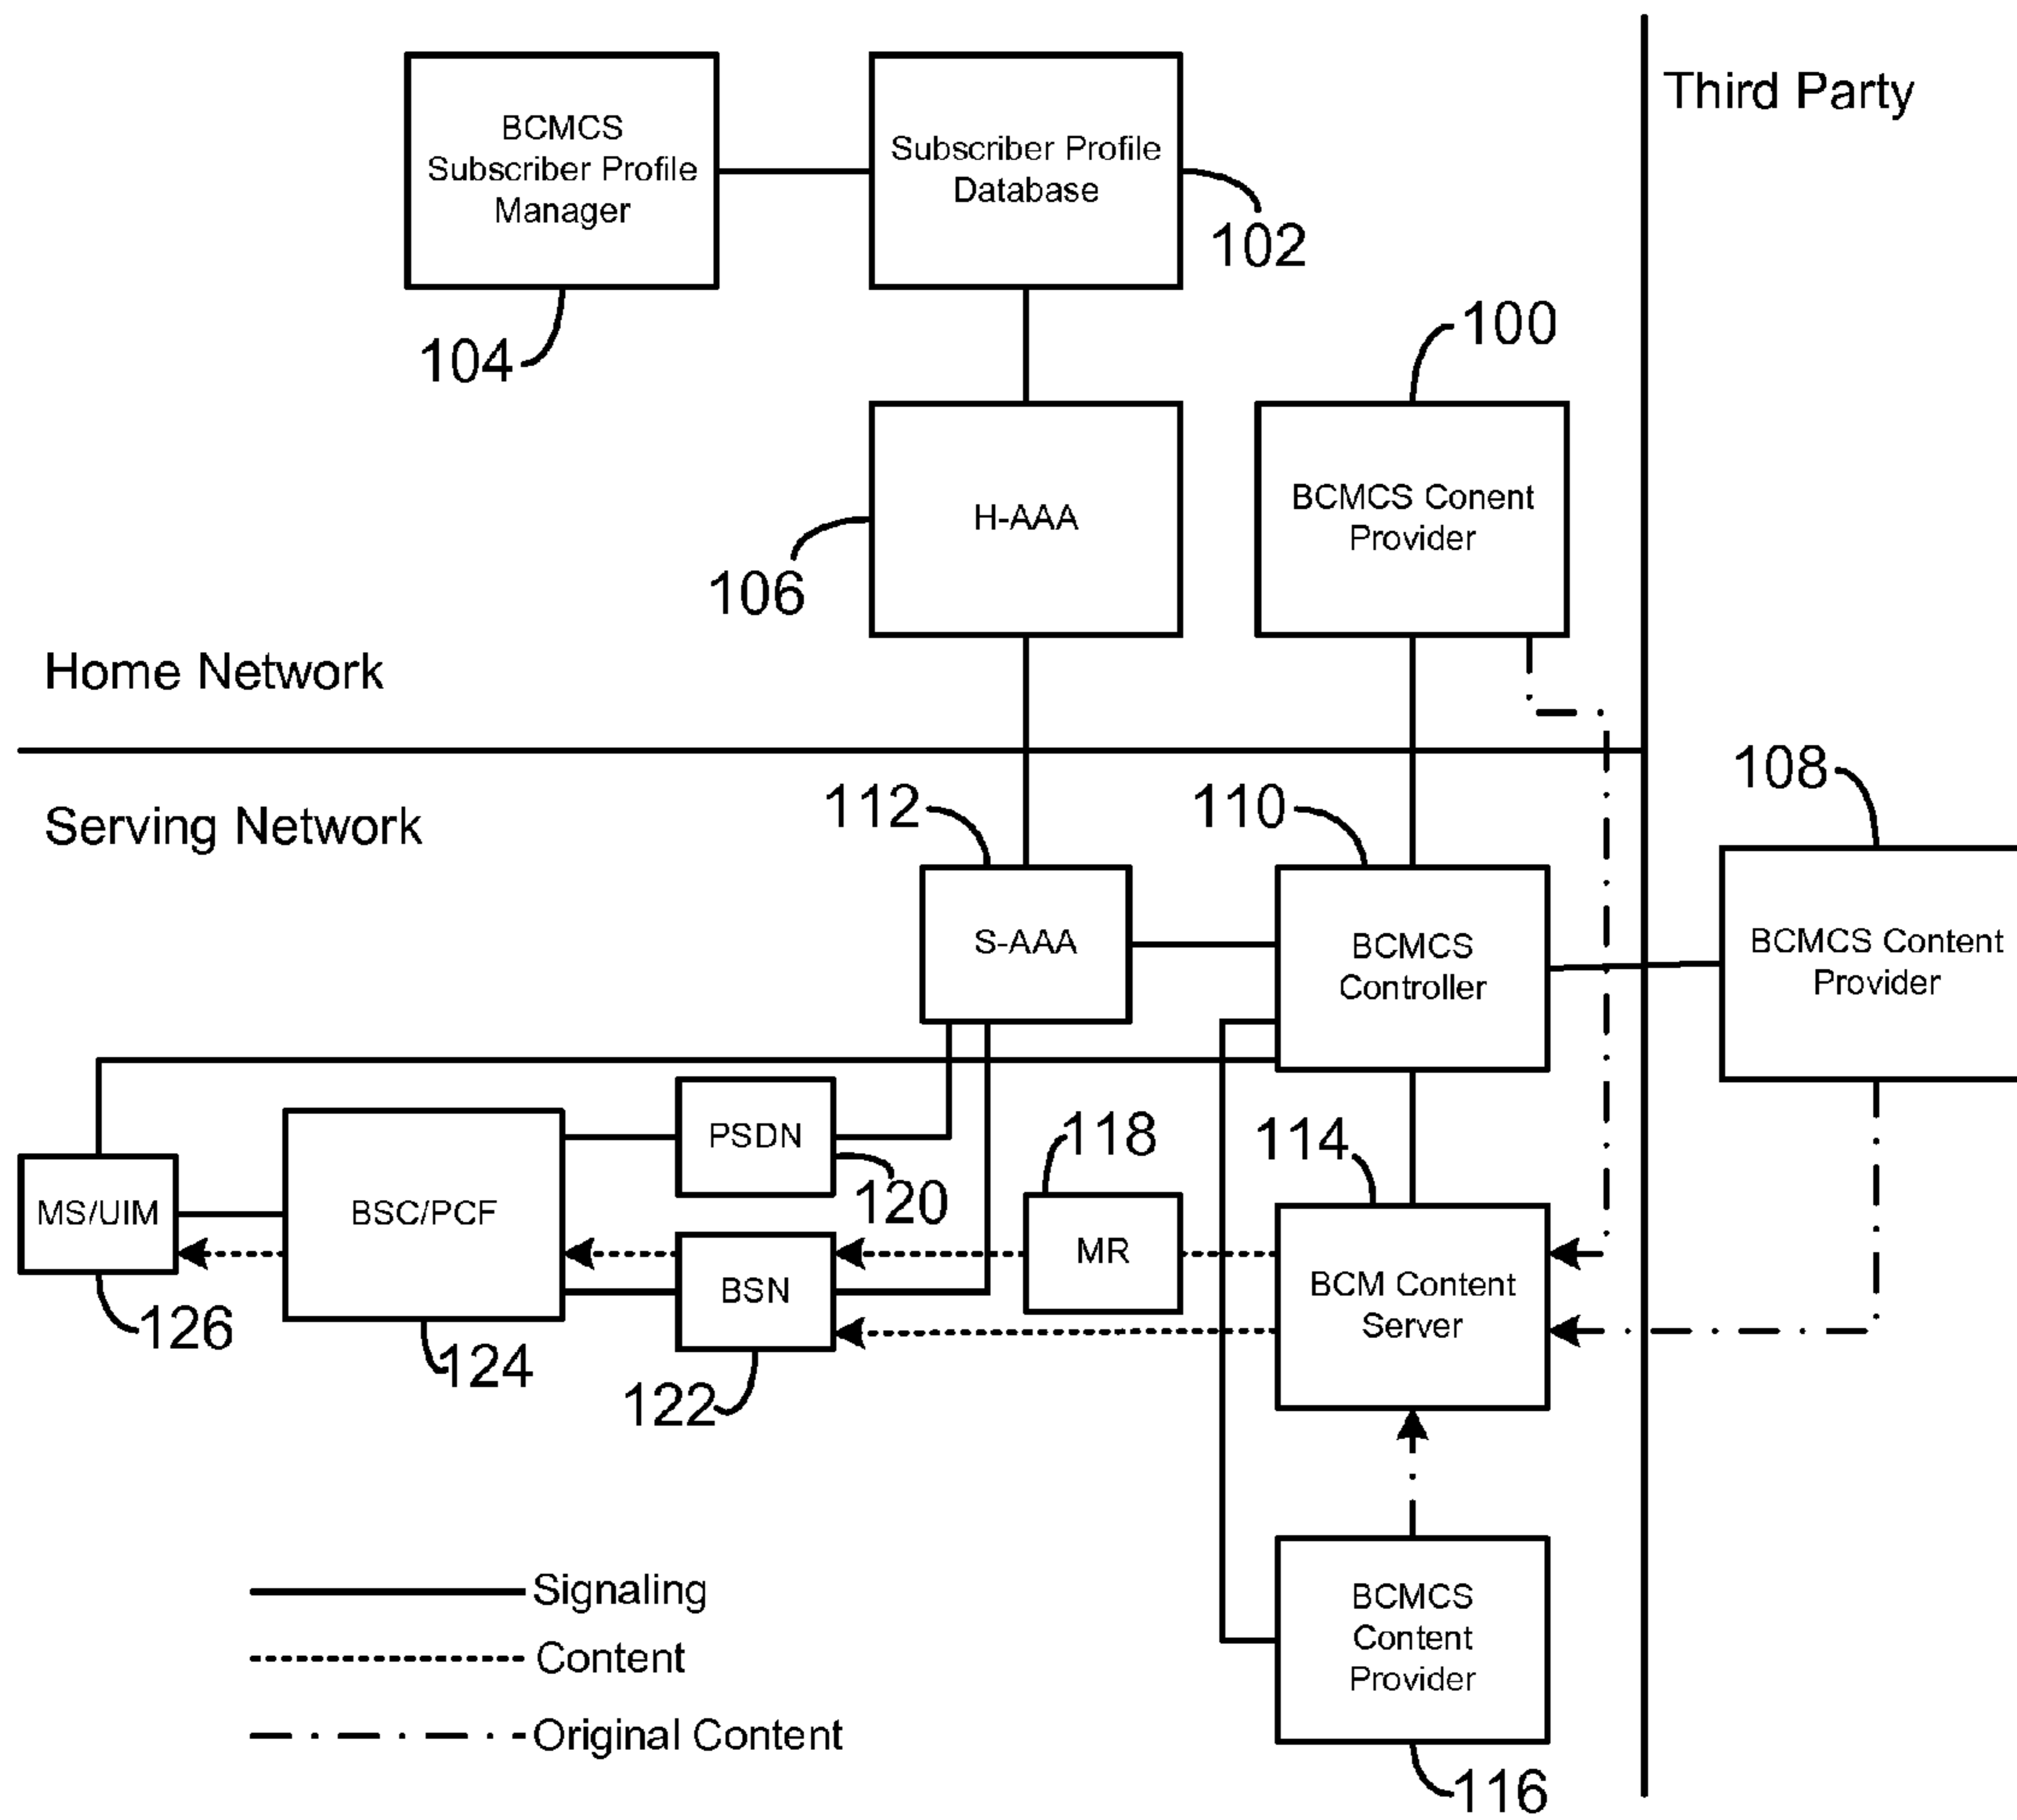 BCMCS
Subscriber Profile
Manager
Subscriber Profile
Database
Third Party
102
104
100
H-AAA
BCMCS Conent
Provider
106
Home Network
Serving Network
112
110
108
S-AAA
BCMCS
Controller
BCMCS Content
Provider
PSDN
118
114
120
MS/UIM
BSC/PCF
MR
BSN
BCM Content
Server
126
124
122
Signaling
Content
Original Content
BCMCS
Content
Provider
116